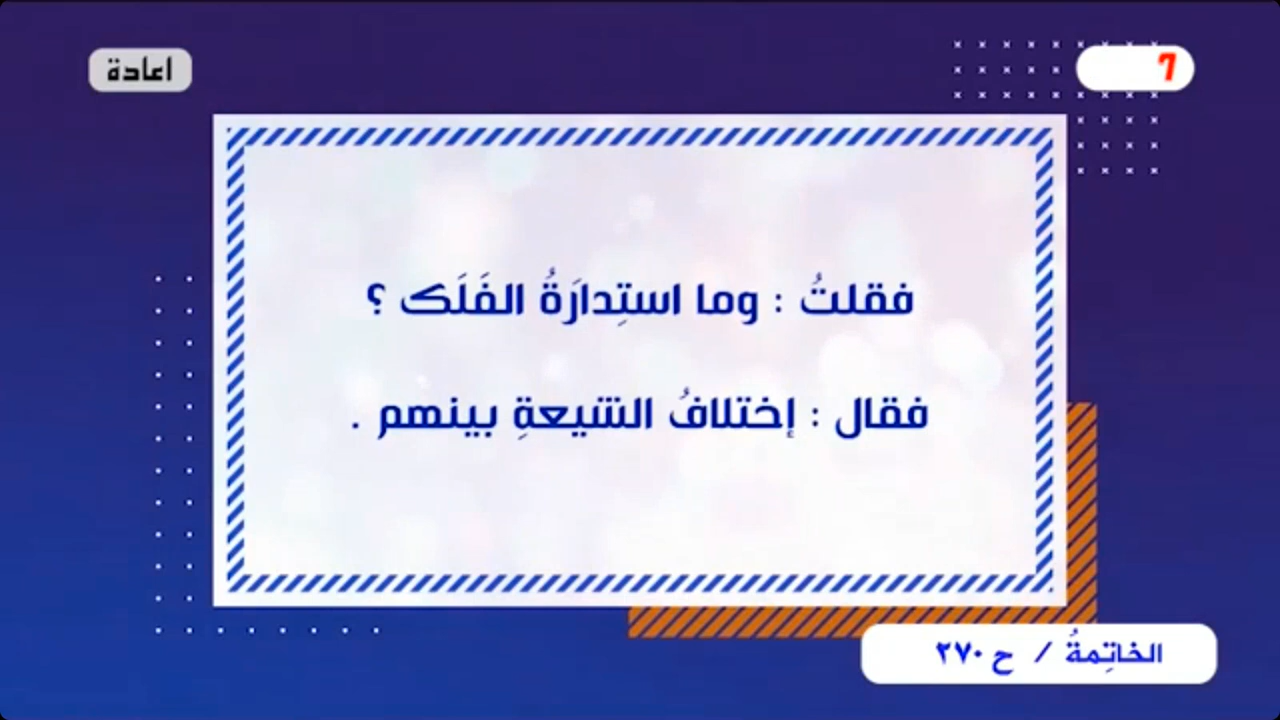 اعادة
7
فقلتُ : وما استِدارَةُ الفَلَك ؟
فقال : إختلافُ الشيعةِ بينهم .
الخاتِمةُ / ح ٢٧٠